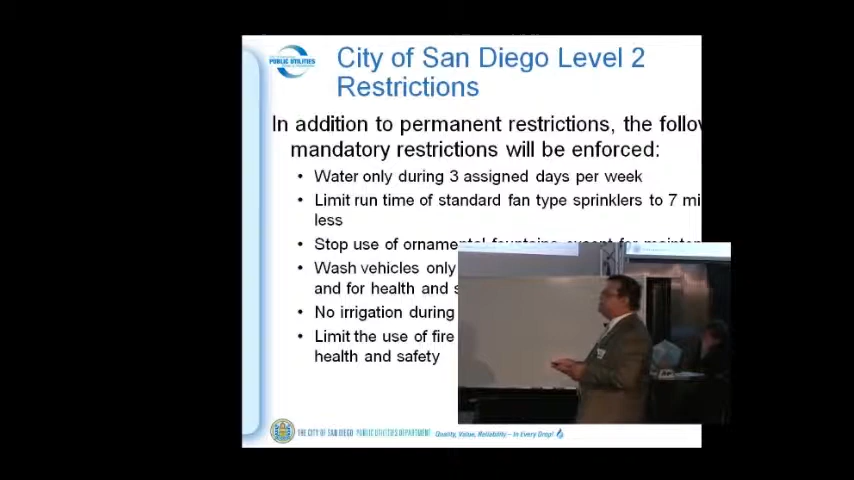 PUBLIC UTILITIES
City of San Diego Level 2
Restrictions
In addition to permanent restrictions, the follow
mandatory restrictions will be enforced:
• Water only during 3 assigned days per week
• Limit run time of standard fan type sprinklers to 7 mi
less
• Stop use of ornamental fountains except for mainten
• Wash vehicles only
and for health and s
• No irrigation during
• Limit the use of fire
health and safety
THE CITY OF SAN DIEGO PUBLIC UTILITIES DEPARTMENT Quality, Value, Reliability – In Every Drop!